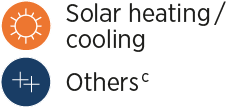 Solar heating /
cooling
Others c